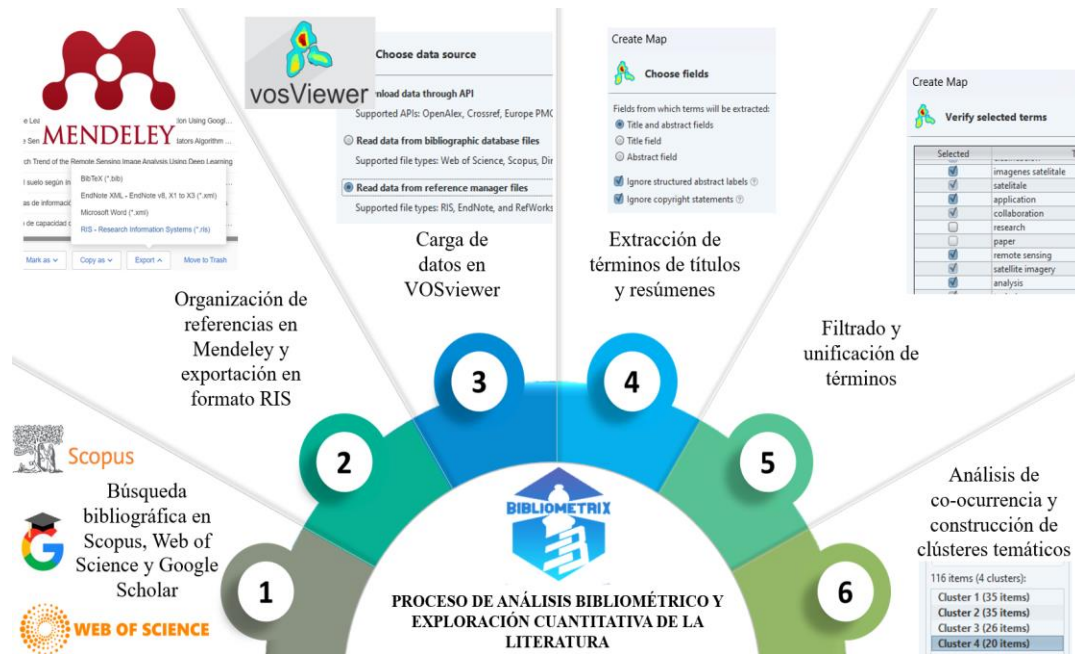 MENDELEY
BibTeX (*.bib)
EndNote XML - EndNote v8, X1 to X3 (*.xml)
Microsoft Word (*.xml)
RIS - Research Information Systems (*.ris)
Mark as
Copy as
Export
Move to Trash
Organización de
referencias en
Mendeley y
exportación en
formato RIS
vosViewer
Choose data source
nload data through API
Supported APIs: OpenAlex, Crossref, Europe PMC
Read data from bibliographic database files
Supported file types: Web of Science, Scopus, Dir
Read data from reference manager files
Supported file types: RIS, EndNote, and RefWorks
Carga de
datos en
VOSviewer
Create Map
Choose fields
Fields from which terms will be extracted:
Title and abstract fields
Title field
Abstract field
Ignore structured abstract labels
Ignore copyright statements
Extracción de
términos de títulos
y resúmenes
Create Map
Verify selected terms
Selected
T
imagenes satelitale
satelitale
application
collaboration
research
paper
remote sensing
satellite imagery
analysis
Filtrado y
unificación de
términos
Scopus
Búsqueda
bibliográfica en
Scopus, Web of
Science y Google
Scholar
WEB OF SCIENCE
1
2
3
4
5
6
BIBLIOMETRIX
PROCESO DE ANÁLISIS BIBLIOMÉTRICO Y
EXPLORACIÓN CUANTITATIVA DE LA
LITERATURA
Análisis de
co-ocurrencia y
construcción de
clústeres temáticos
116 items (4 clusters):
Cluster 1 (35 items)
Cluster 2 (35 items)
Cluster 3 (26 items)
Cluster 4 (20 items)